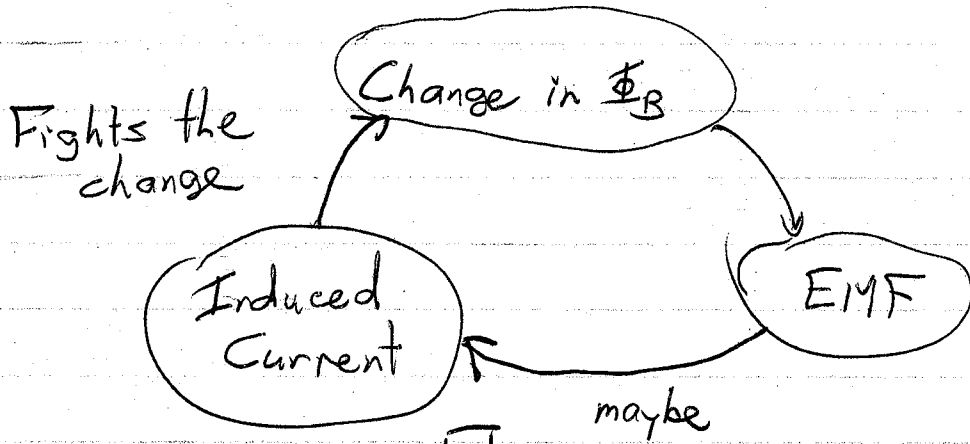 Change in Φ_B
Fights the
change
EMF
Induced
Current
maybe